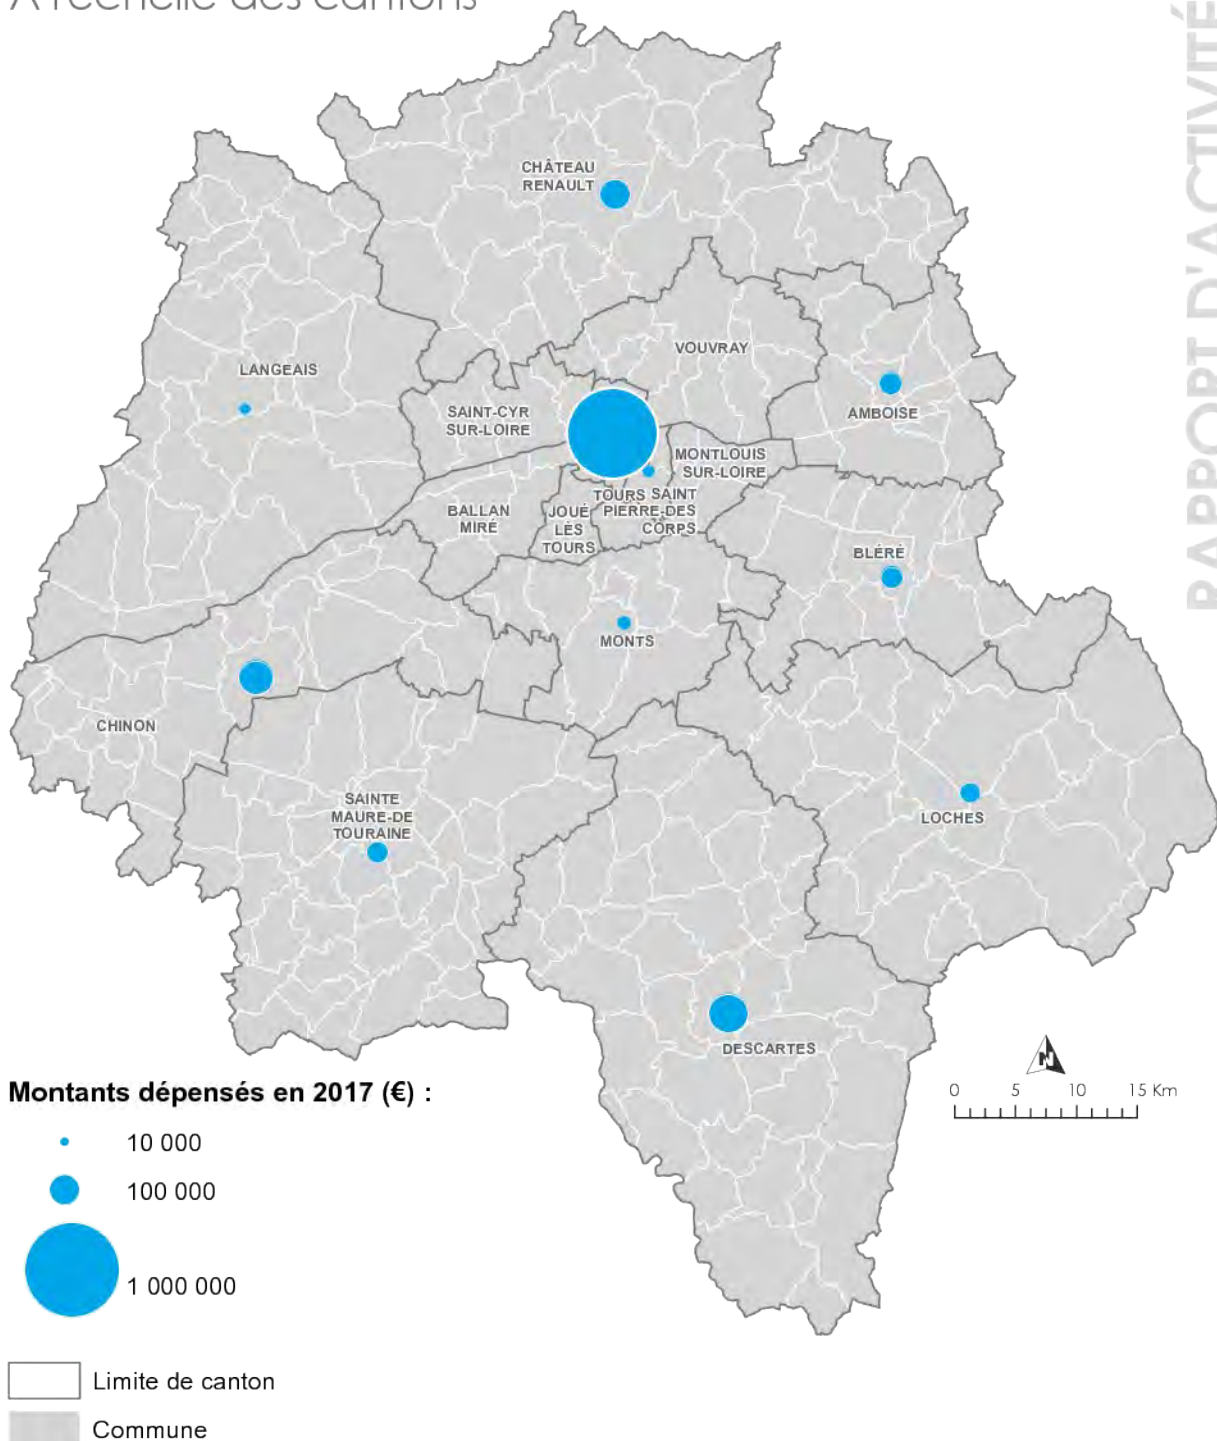 A l'échelle des cantons
RAPPORT D'ACTIVITÉ
CHÂTEAU
RENAULT
LANGEAIS
VOUVRAY
SAINT-CYR
SUR-LOIRE
AMBOISE
MONTLOUIS
SUR-LOIRE
BALLAN
MIRÉ
JOUÉ
LÈS
TOURS
TOURS
SAINT
PIERRE-DES
CORPS
BLÉRÉ
MONTS
CHINON
SAINTE
MAURE-DE
TOURAINE
LOCHES
DESCARTES
N
0 5 10 15 Km
Montants dépensés en 2017 (€) :
10 000
100 000
1 000 000
Limite de canton
Commune